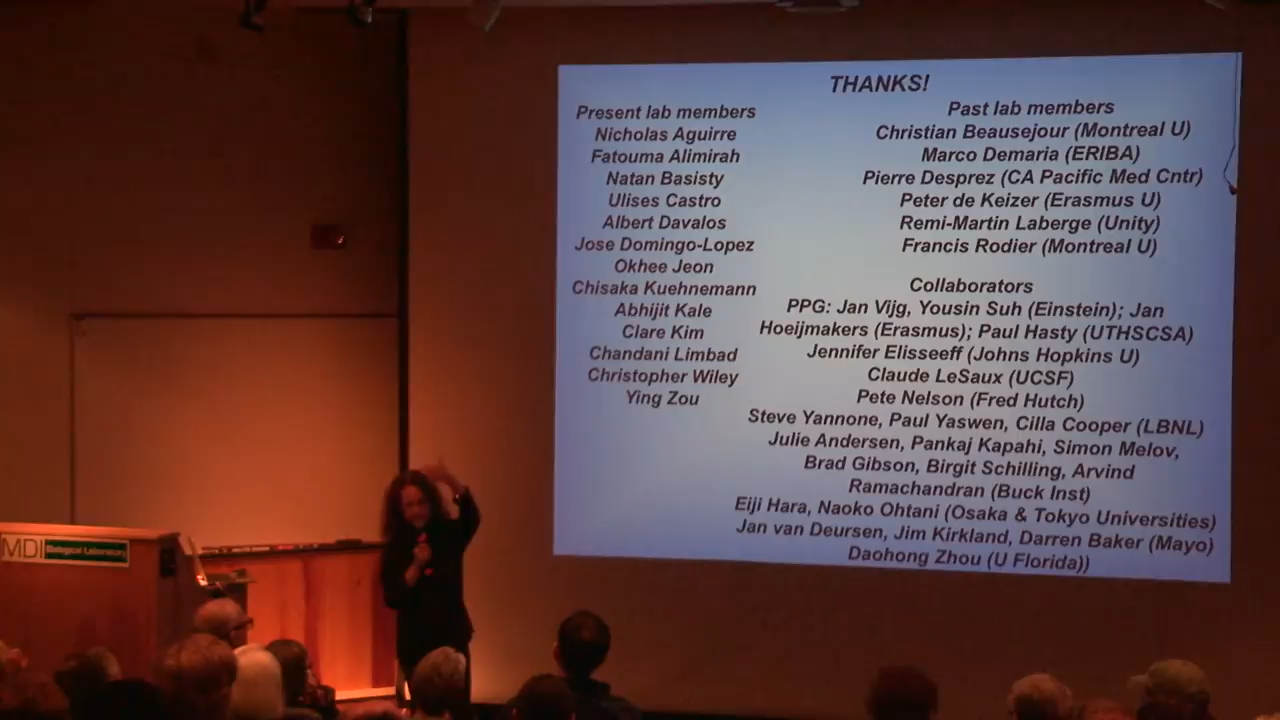 THANKS!
Present lab members
Nicholas Aguirre
Fatouma Alimirah
Natan Basisty
Ulises Castro
Albert Davalos
Jose Domingo-Lopez
Okhee Jeon
Chisaka Kuehnemann
Abhijit Kale
Clare Kim
Chandani Limbad
Christopher Wiley
Ying Zou
Past lab members
Christian Beausejour (Montreal U)
Marco Demaria (ERIBA)
Pierre Desprez (CA Pacific Med Cntr)
Peter de Keizer (Erasmus U)
Remi-Martin Laberge (Unity)
Francis Rodier (Montreal U)
Collaborators
PPG: Jan Vijg, Yousin Suh (Einstein); Jan
Hoeijmakers (Erasmus); Paul Hasty (UTHSCSA)
Jennifer Elisseeff (Johns Hopkins U)
Claude LeSaux (UCSF)
Pete Nelson (Fred Hutch)
Steve Yannone, Paul Yaswen, Cilla Cooper (LBNL)
Julie Andersen, Pankaj Kapahi, Simon Melov,
Brad Gibson, Birgit Schilling, Arvind
Ramachandran (Buck Inst)
Eiji Hara, Naoko Ohtani (Osaka & Tokyo Universities)
Jan van Deursen, Jim Kirkland, Darren Baker (Mayo)
Daohong Zhou (U Florida))
MDI Biological Laboratory